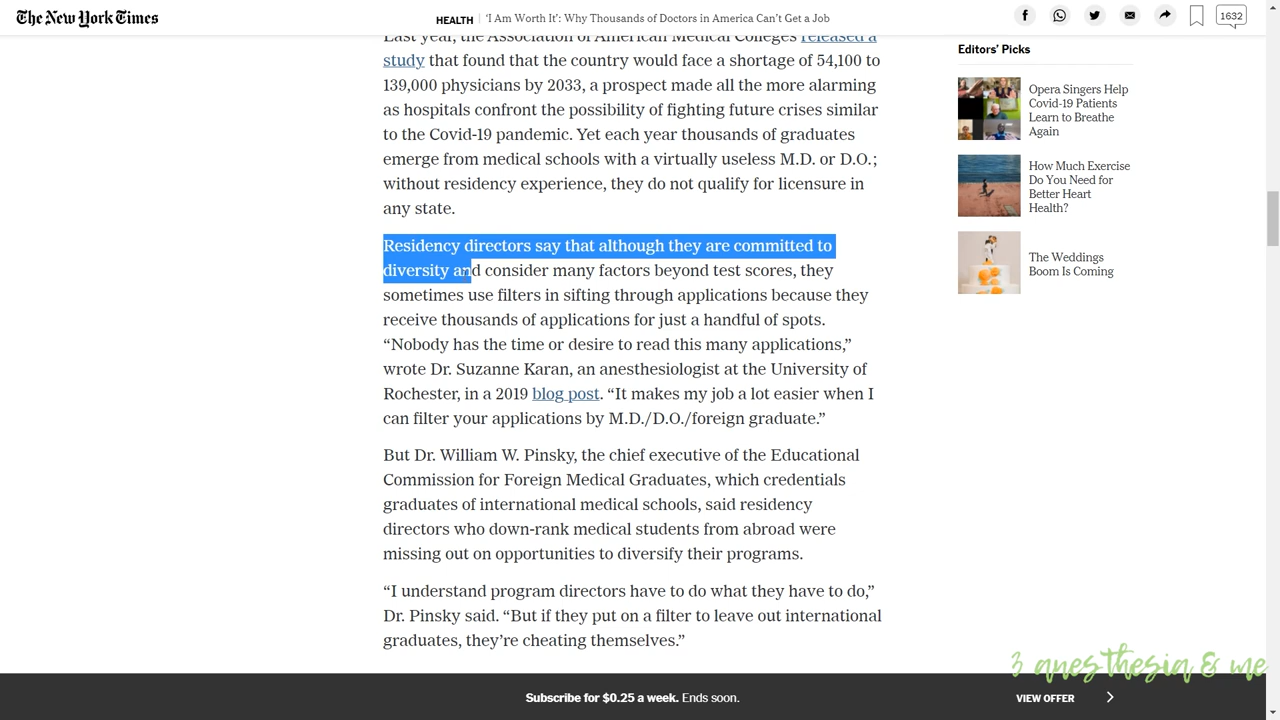 The New York Times
HEALTH | ‘I Am Worth It’: Why Thousands of Doctors in America Can’t Get a Job
1632
Last year, the Association of American Medical Colleges released a
study that found that the country would face a shortage of 54,100 to
139,000 physicians by 2033, a prospect made all the more alarming
as hospitals confront the possibility of fighting future crises similar
to the Covid-19 pandemic. Yet each year thousands of graduates
emerge from medical schools with a virtually useless M.D. or D.O.;
without residency experience, they do not qualify for licensure in
any state.
Residency directors say that although they are committed to
diversity and consider many factors beyond test scores, they
sometimes use filters in sifting through applications because they
receive thousands of applications for just a handful of spots.
“Nobody has the time or desire to read this many applications,”
wrote Dr. Suzanne Karan, an anesthesiologist at the University of
Rochester, in a 2019 blog post. “It makes my job a lot easier when I
can filter your applications by M.D./D.O./foreign graduate.”
But Dr. William W. Pinsky, the chief executive of the Educational
Commission for Foreign Medical Graduates, which credentials
graduates of international medical schools, said residency
directors who down-rank medical students from abroad were
missing out on opportunities to diversify their programs.
“I understand program directors have to do what they have to do,”
Dr. Pinsky said. “But if they put on a filter to leave out international
graduates, they’re cheating themselves.”
Editors’ Picks
Opera Singers Help
Covid-19 Patients
Learn to Breathe
Again
How Much Exercise
Do You Need for
Better Heart
Health?
The Weddings
Boom Is Coming
3 anesthesia & me
Subscribe for $0.25 a week. Ends soon.
VIEW OFFER